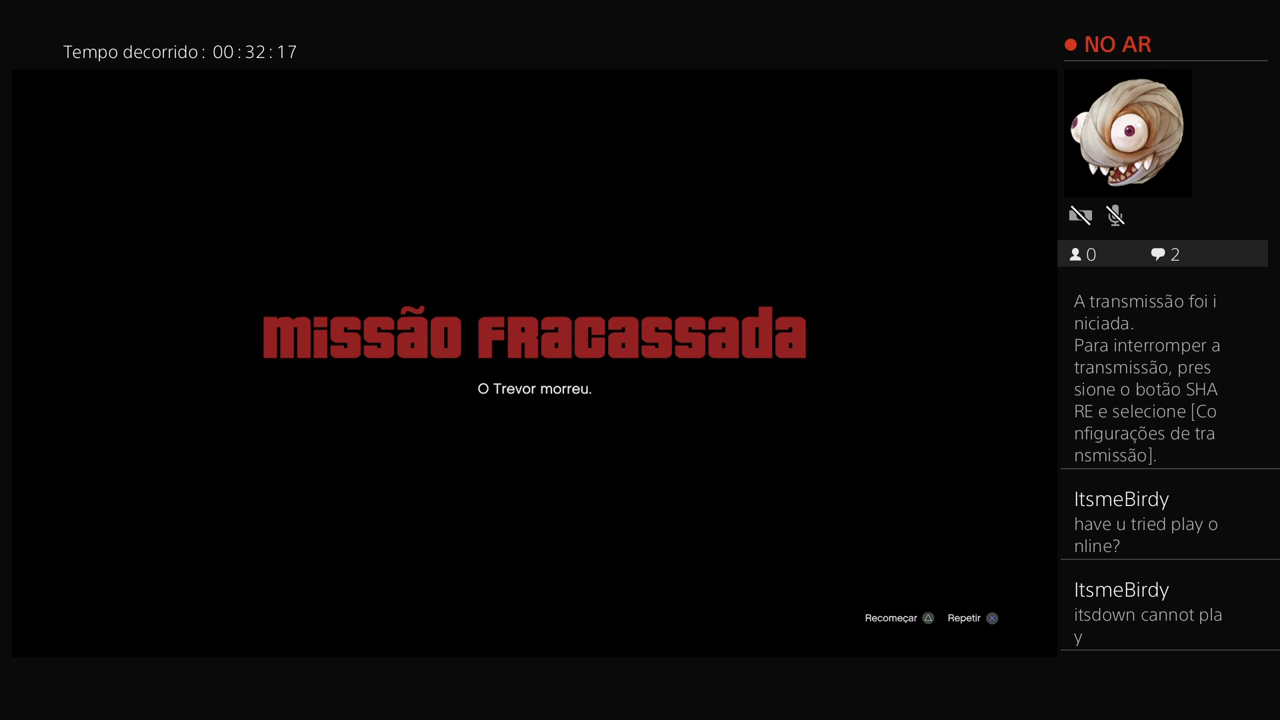 Tempo decorrido: 00:32:17
NO AR
0 2
missão fracassada
O Trevor morreu.
Recomeçar Repetir
A transmissão foi i
niciada.
Para interromper a
transmissão, pres
sione o botão SHA
RE e selecione [Co
nfigurações de tra
nsmissão].
ItsmeBirdy
have u tried play o
nline?
ItsmeBirdy
itsdown cannot pla
y